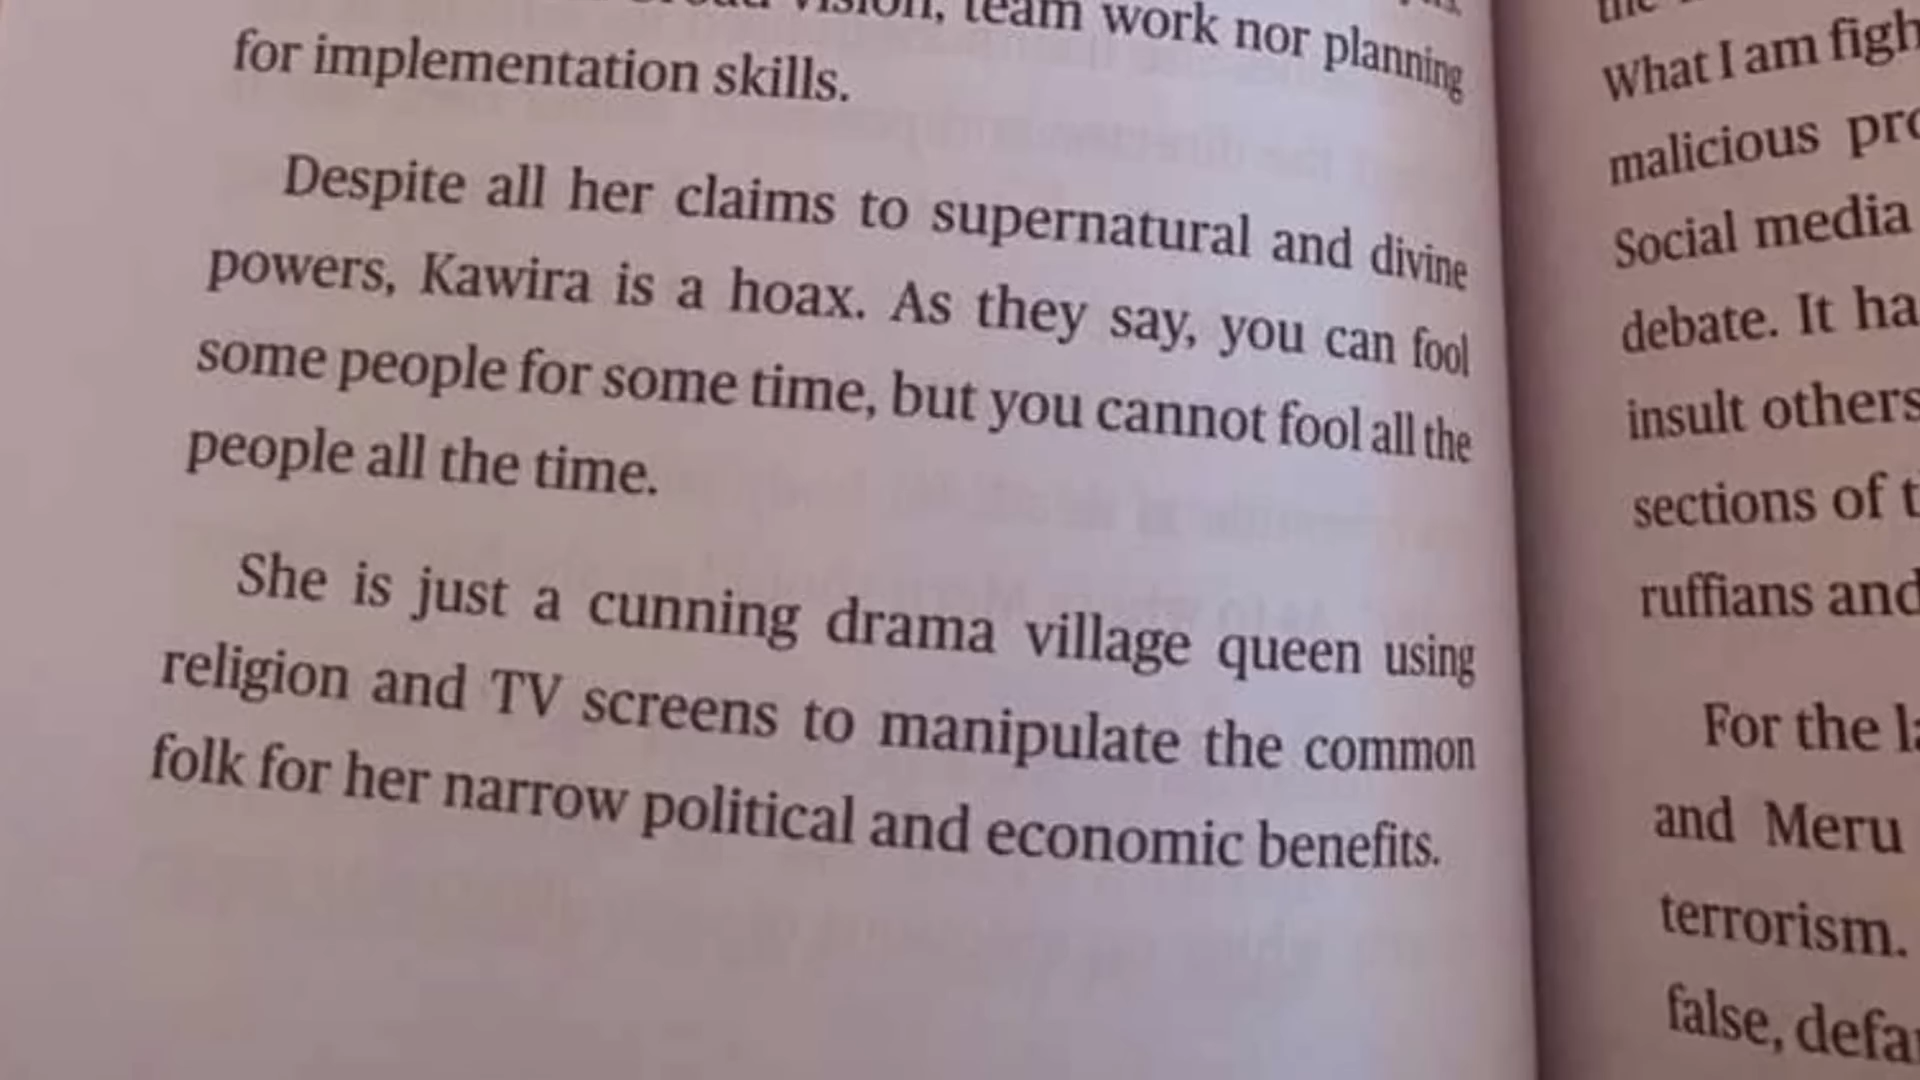 vision, team work nor planning
for implementation skills.
Despite all her claims to supernatural and divine
powers, Kawira is a hoax. As they say, you can fool
some people for some time, but you cannot fool all the
people all the time.
She is just a cunning drama village queen using
religion and TV screens to manipulate the common
folk for her narrow political and economic benefits.
the
What I am
malicious
Social media
debate. It
insult others
sections of
ruffians and
For the
and Meru
terrorism.
false,